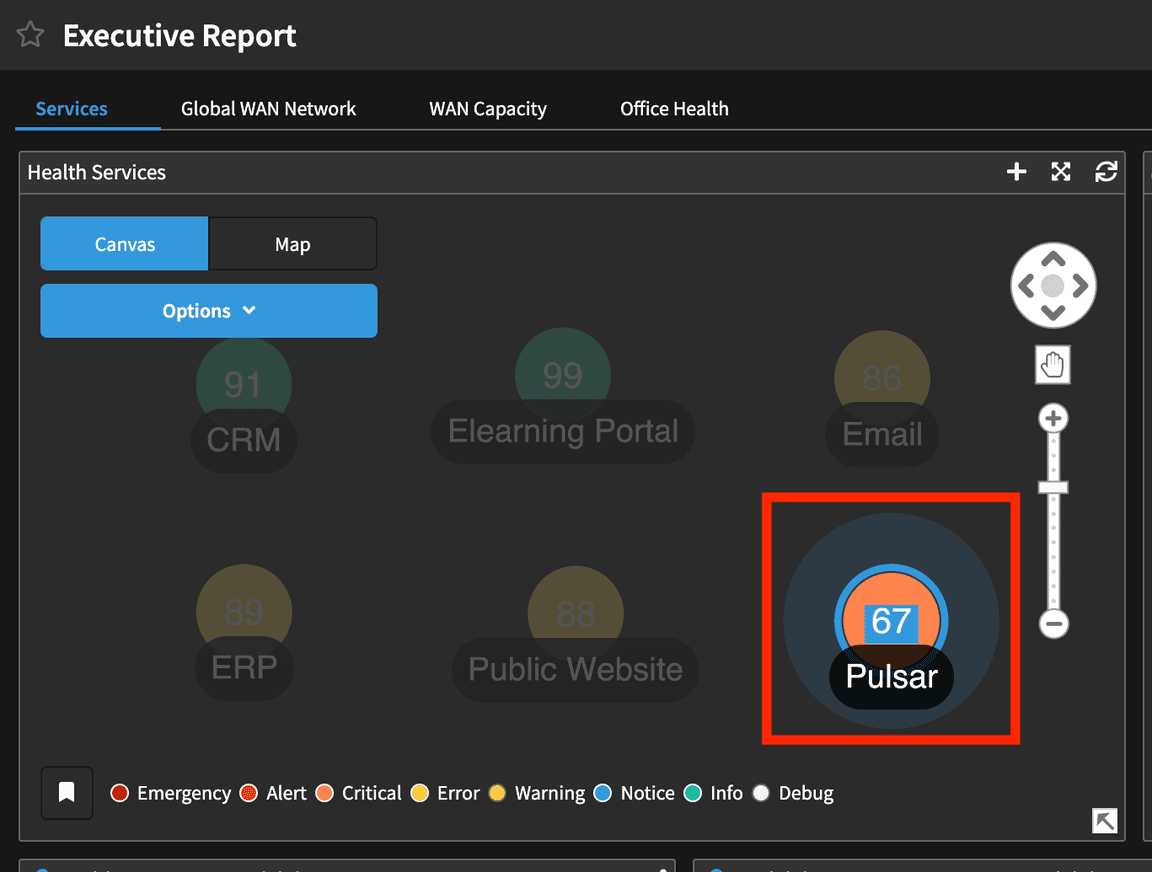 Executive Report
Services Global WAN Network WAN Capacity Office Health
Health Services
Canvas Map
Options
91 99 86
CRM Elearning Portal Email
89 88 67
ERP Public Website Pulsar
Emergency Alert Critical Error Warning Notice Info Debug